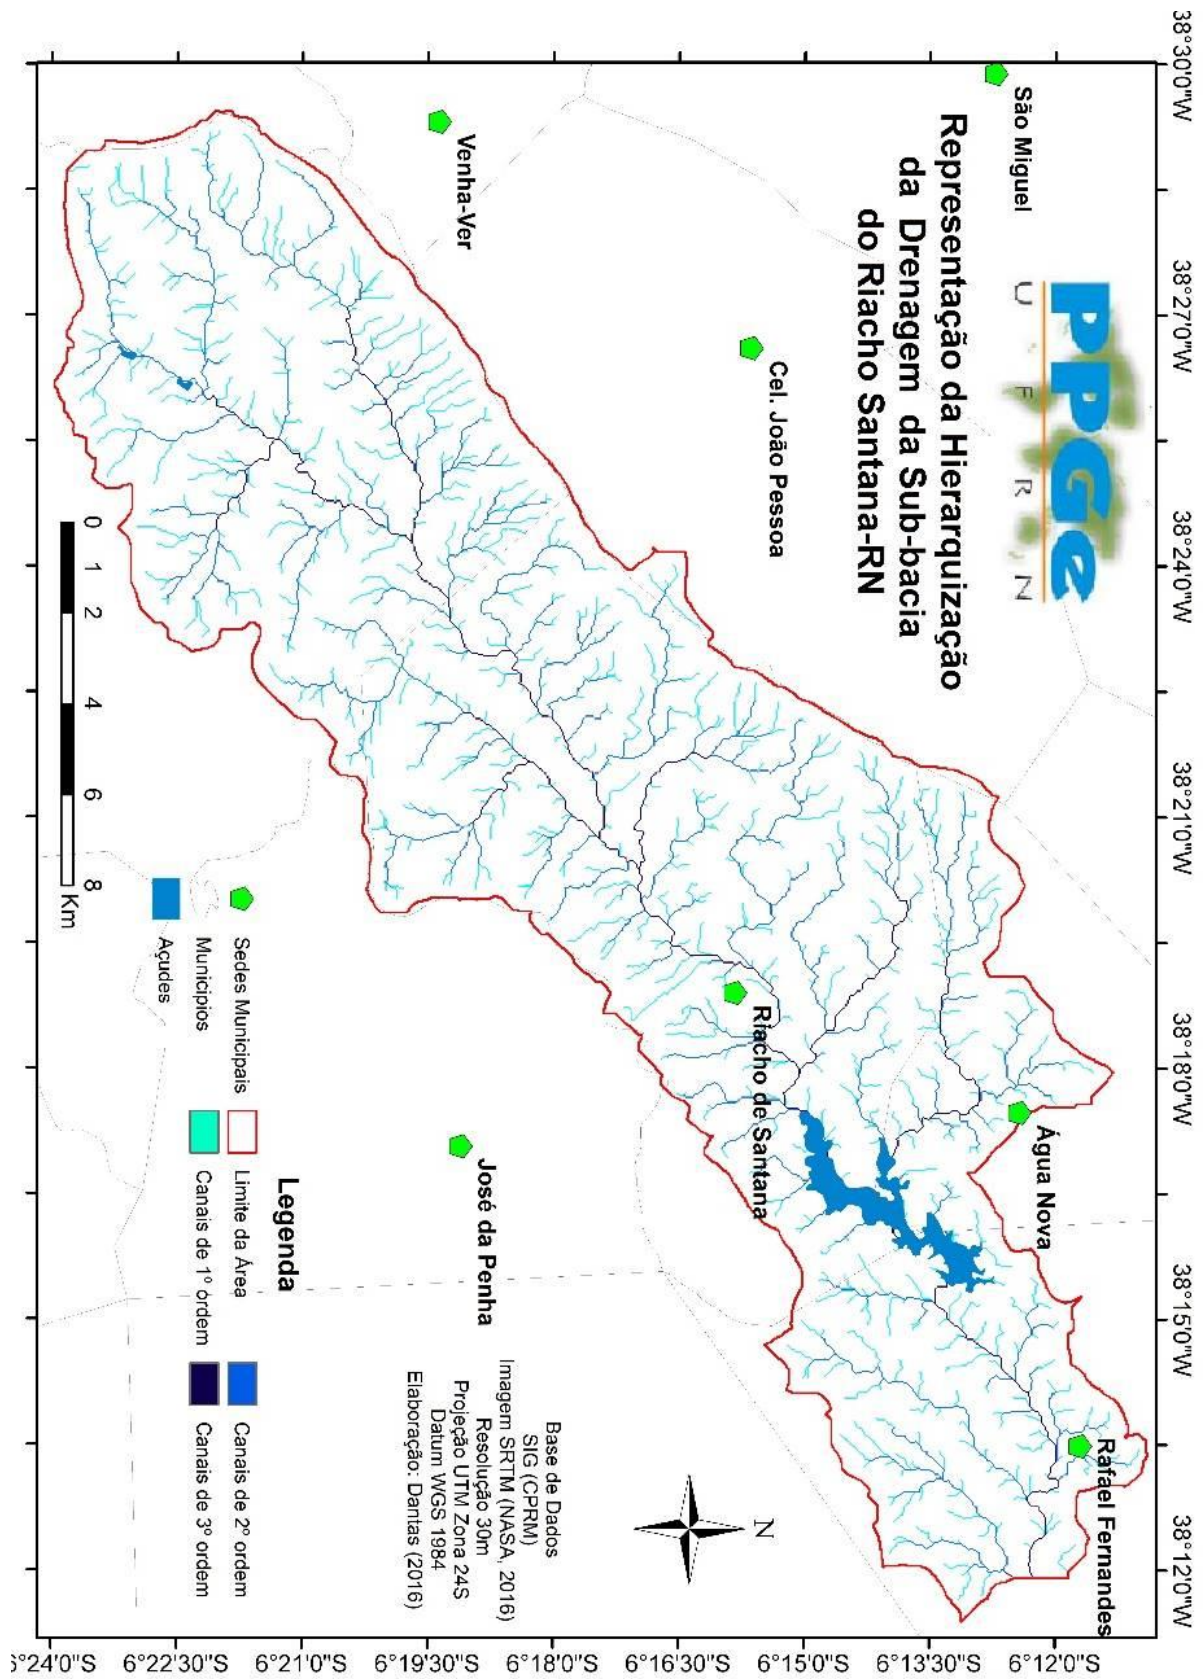 38°30'0"W
38°27'0"W
38°24'0"W
38°21'0"W
38°18'0"W
38°15'0"W
38°12'0"W
PPGe
U F R N
Representação da Hierarquização
da Drenagem da Sub-bacia
do Riacho Santana-RN
São Miguel
Venha-Ver
Cel. João Pessoa
Água Nova
Rafael Fernandes
Riacho de Santana
José da Penha
6°12'0"S
6°13'30"S
6°15'0"S
6°16'30"S
6°18'0"S
6°19'30"S
6°21'0"S
6°22'30"S
6°24'0"S
N
Base de Dados
SIG (CPRM)
Imagem SRTM (NASA, 2016)
Resolução 30m
Projeção UTM Zona 24S
Datum WGS 1984
Elaboração: Dantas (2016)
Legenda
Sedes Municipais
Municipios
Açudes
Limite da Área
Canais de 1º ordem
Canais de 2º ordem
Canais de 3º ordem
0 1 2 4 6 8
Km